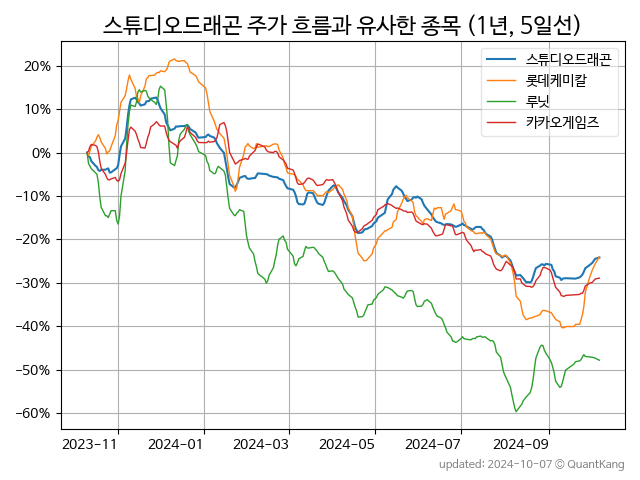 스튜디오드래곤 주가 흐름과 유사한 종목 (1년, 5일선)
스튜디오드래곤
롯데케미칼
루닛
카카오게임즈
20%
10%
0%
−10%
−20%
−30%
−40%
−50%
−60%
2023-11 2024-01 2024-03 2024-05 2024-07 2024-09
updated: 2024-10-07 © QuantKang